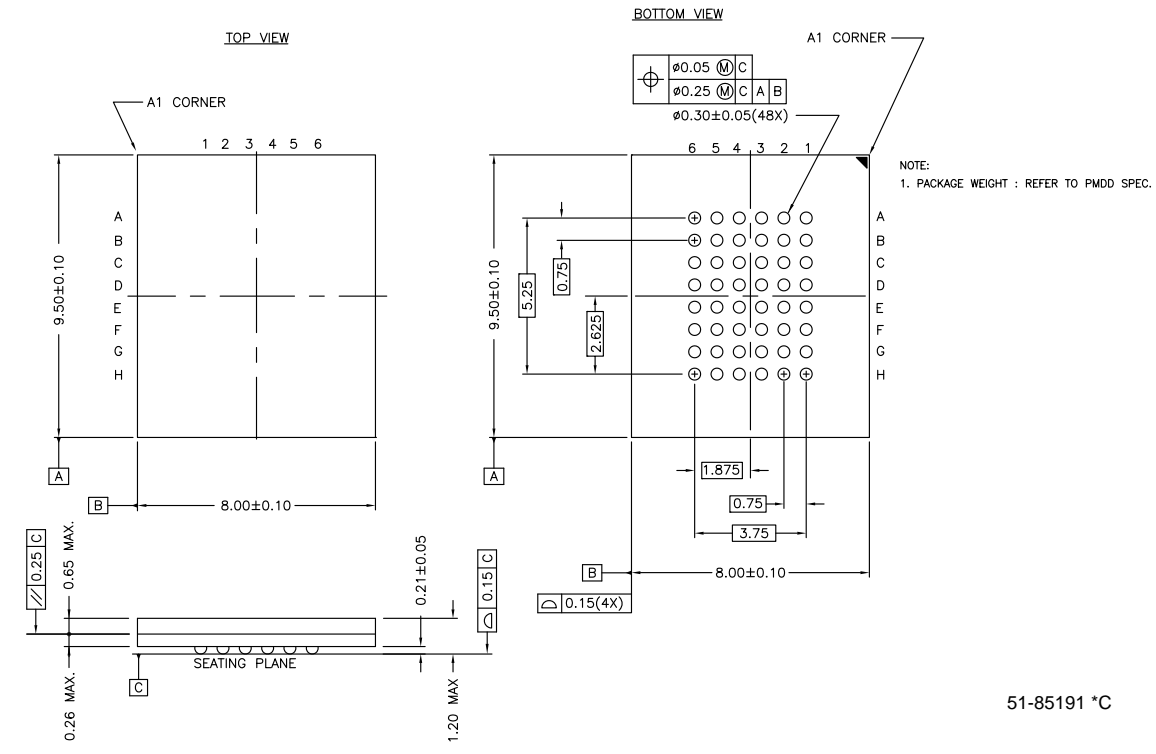 TOP VIEW
A1 CORNER
1 2 3 4 5 6
A
B
C
D
E
F
G
H
9.50±0.10
A
B
8.00±0.10
BOTTOM VIEW
A1 CORNER
ø0.05 Ⓜ C
ø0.25 Ⓜ C A B
ø0.30±0.05(48X)
6 5 4 3 2 1
A
B
C
D
E
F
G
H
9.50±0.10
5.25
0.75
2.625
A
1.875
0.75
3.75
B
8.00±0.10
0.15(4X)
NOTE:
1. PACKAGE WEIGHT : REFER TO PMDD SPEC.
// 0.25 C
0.65 MAX.
0.21±0.05
0.15 C
SEATING PLANE
C
0.26 MAX.
1.20 MAX
51-85191 *C